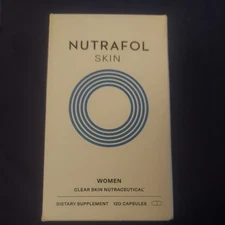 NUTRAFOL
SKIN
WOMEN
CLEAR SKIN NUTRACEUTICAL
DIETARY SUPPLEMENT 120 CAPSULES